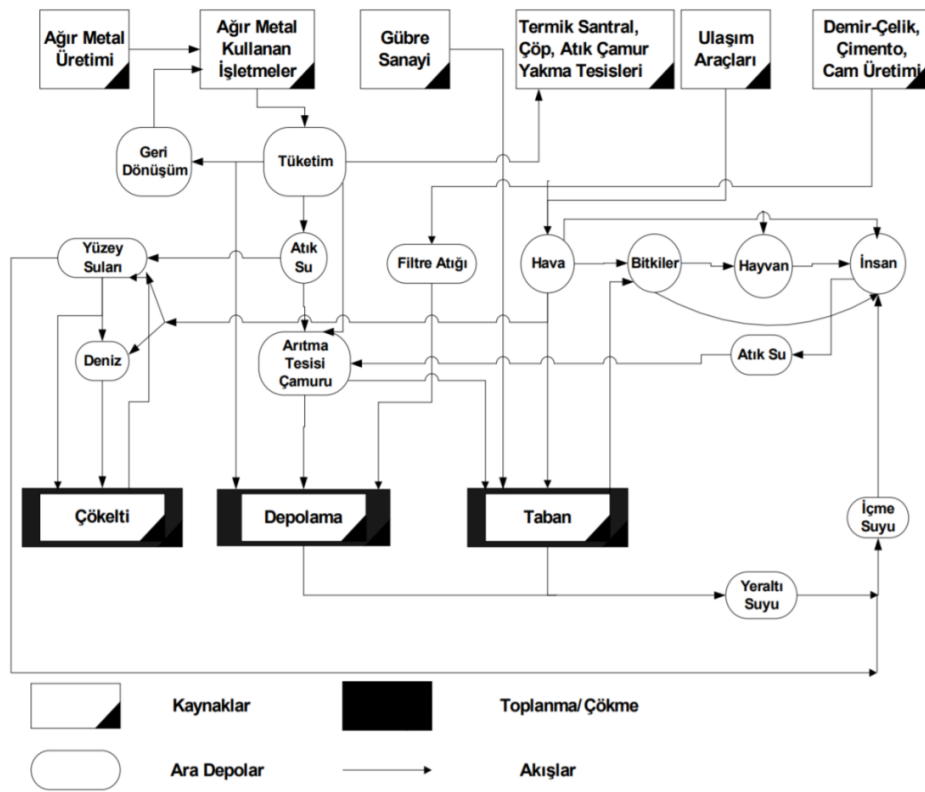 Ağır Metal
Üretimi
Ağır Metal
Kullanan
İşletmeler
Gübre
Sanayi
Termik Santral,
Çöp, Atık Çamur
Yakma Tesisleri
Ulaşım
Araçları
Demir-Çelik,
Çimento,
Cam Üretimi
Geri
Dönüşüm
Tüketim
Yüzey
Suları
Atık
Su
Filtre Atığı
Hava
Bitkiler
Hayvan
İnsan
Deniz
Arıtma
Tesisi
Çamuru
Atık Su
Çökelti
Depolama
Taban
İçme
Suyu
Yeraltı
Suyu
Kaynaklar
Toplanma/Çökme
Ara Depolar
Akışlar